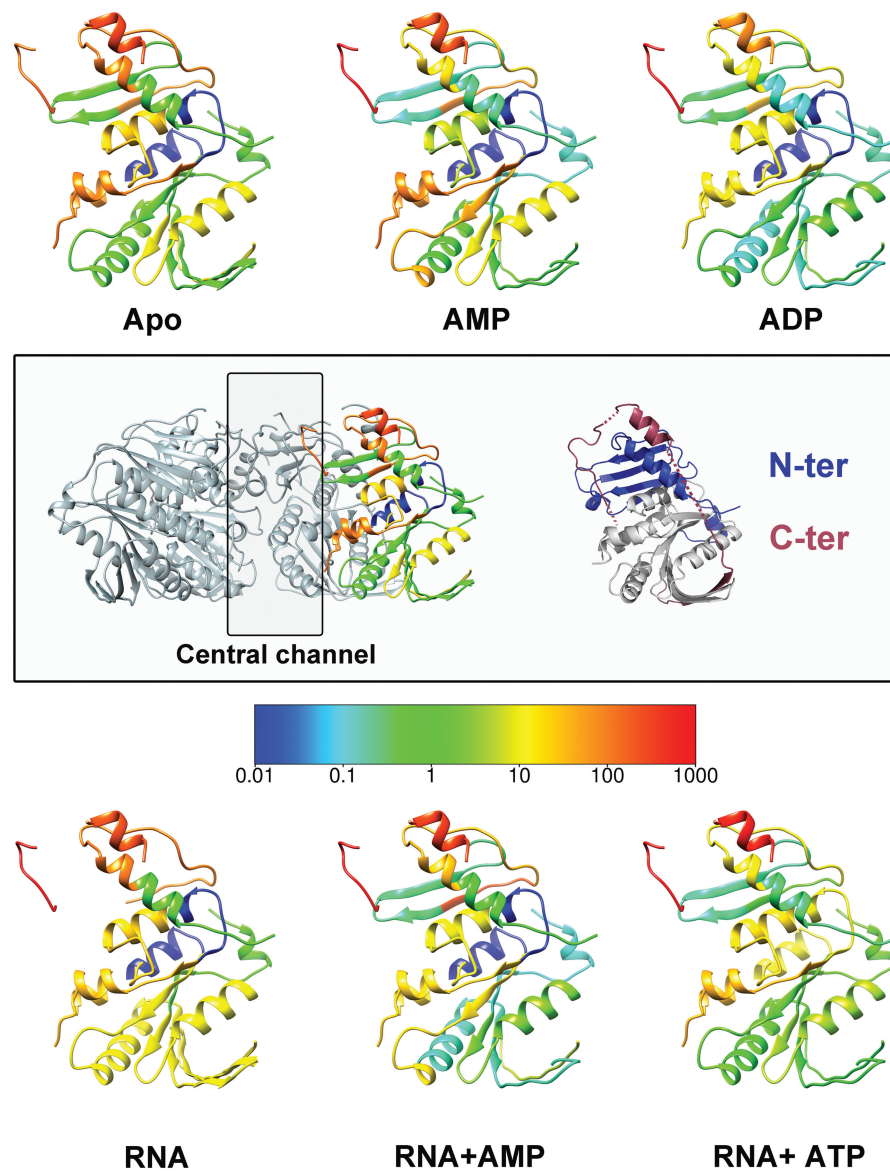 Apo AMP ADP
N-ter
C-ter
Central channel
0.01 0.1 1 10 100 1000
RNA RNA+AMP RNA+ ATP